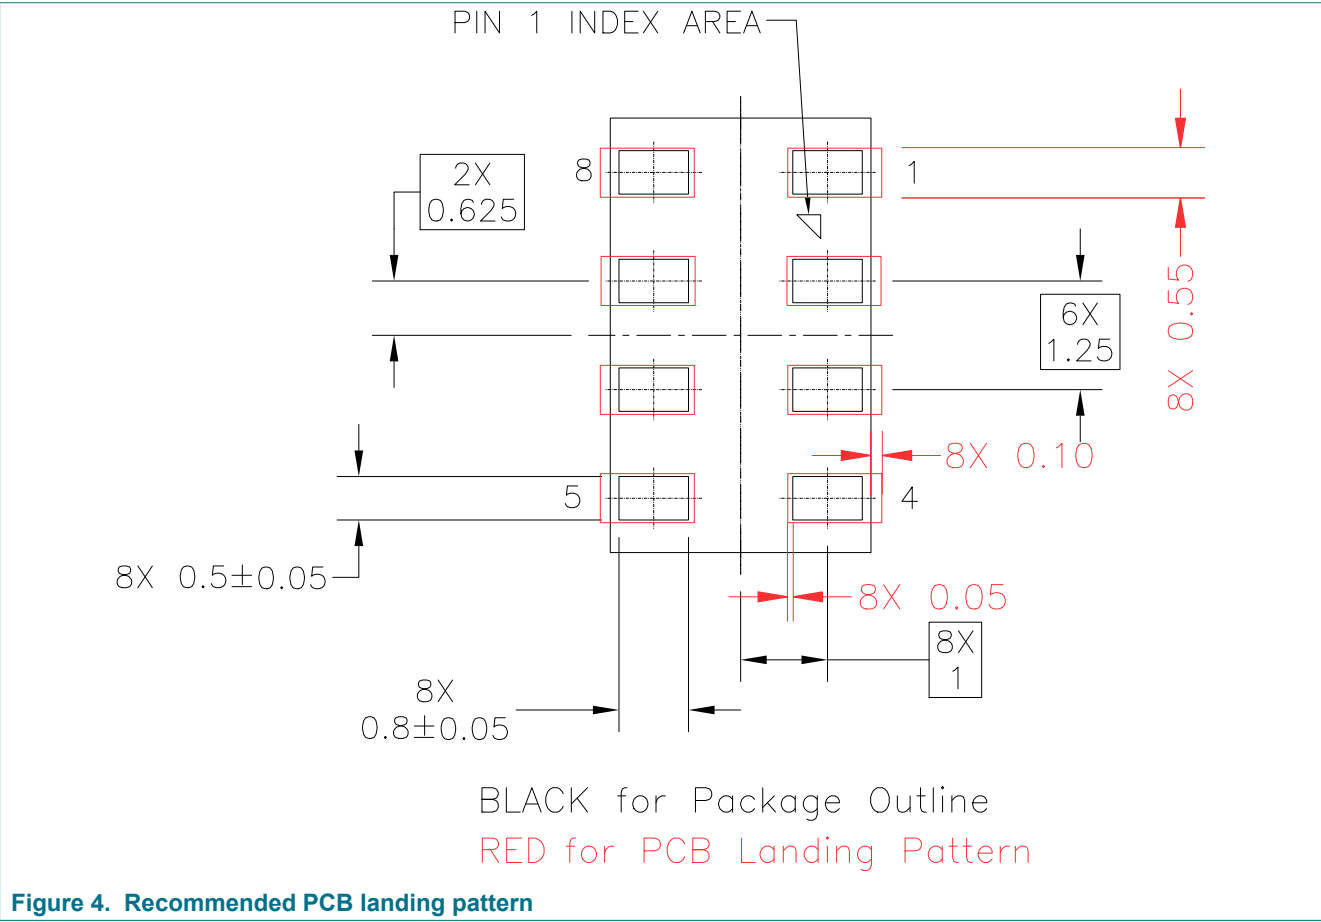 PIN 1 INDEX AREA
8
1
2X
0.625
6X
1.25
8X 0.55
8X 0.10
5
4
8X 0.5±0.05
8X 0.05
8X
1
8X
0.8±0.05
BLACK for Package Outline
RED for PCB Landing Pattern
Figure 4. Recommended PCB landing pattern